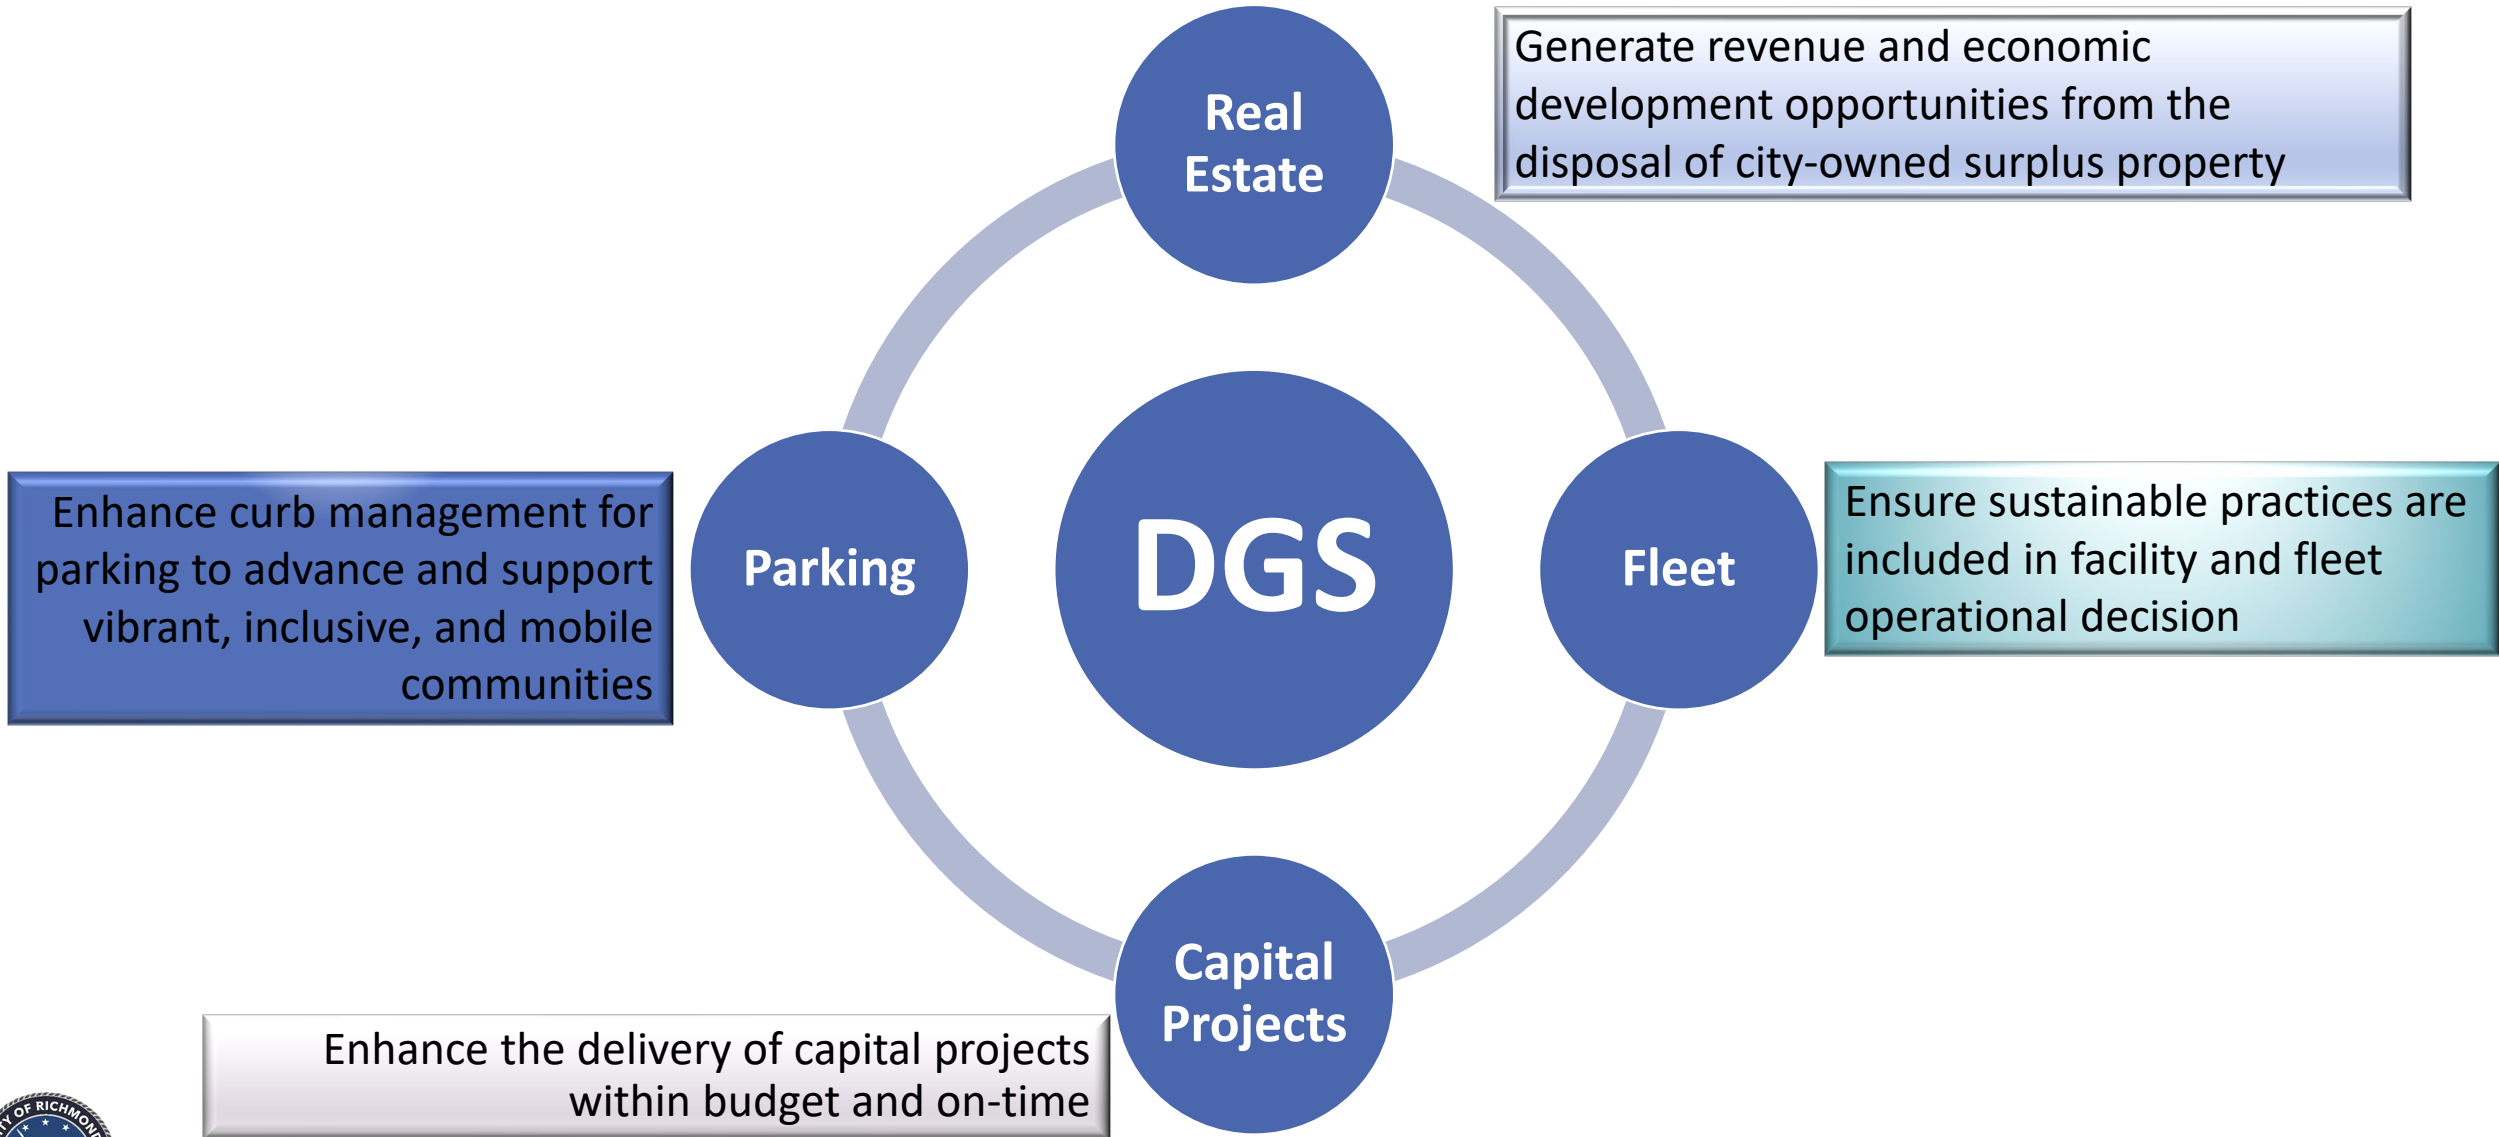 Real
Estate
Generate revenue and economic
development opportunities from the
disposal of city-owned surplus property
Enhance curb management for
parking to advance and support
vibrant, inclusive, and mobile
communities
Parking
DGS
Fleet
Ensure sustainable practices are
included in facility and fleet
operational decision
Capital
Projects
Enhance the delivery of capital projects
within budget and on-time
OF RICHMOND